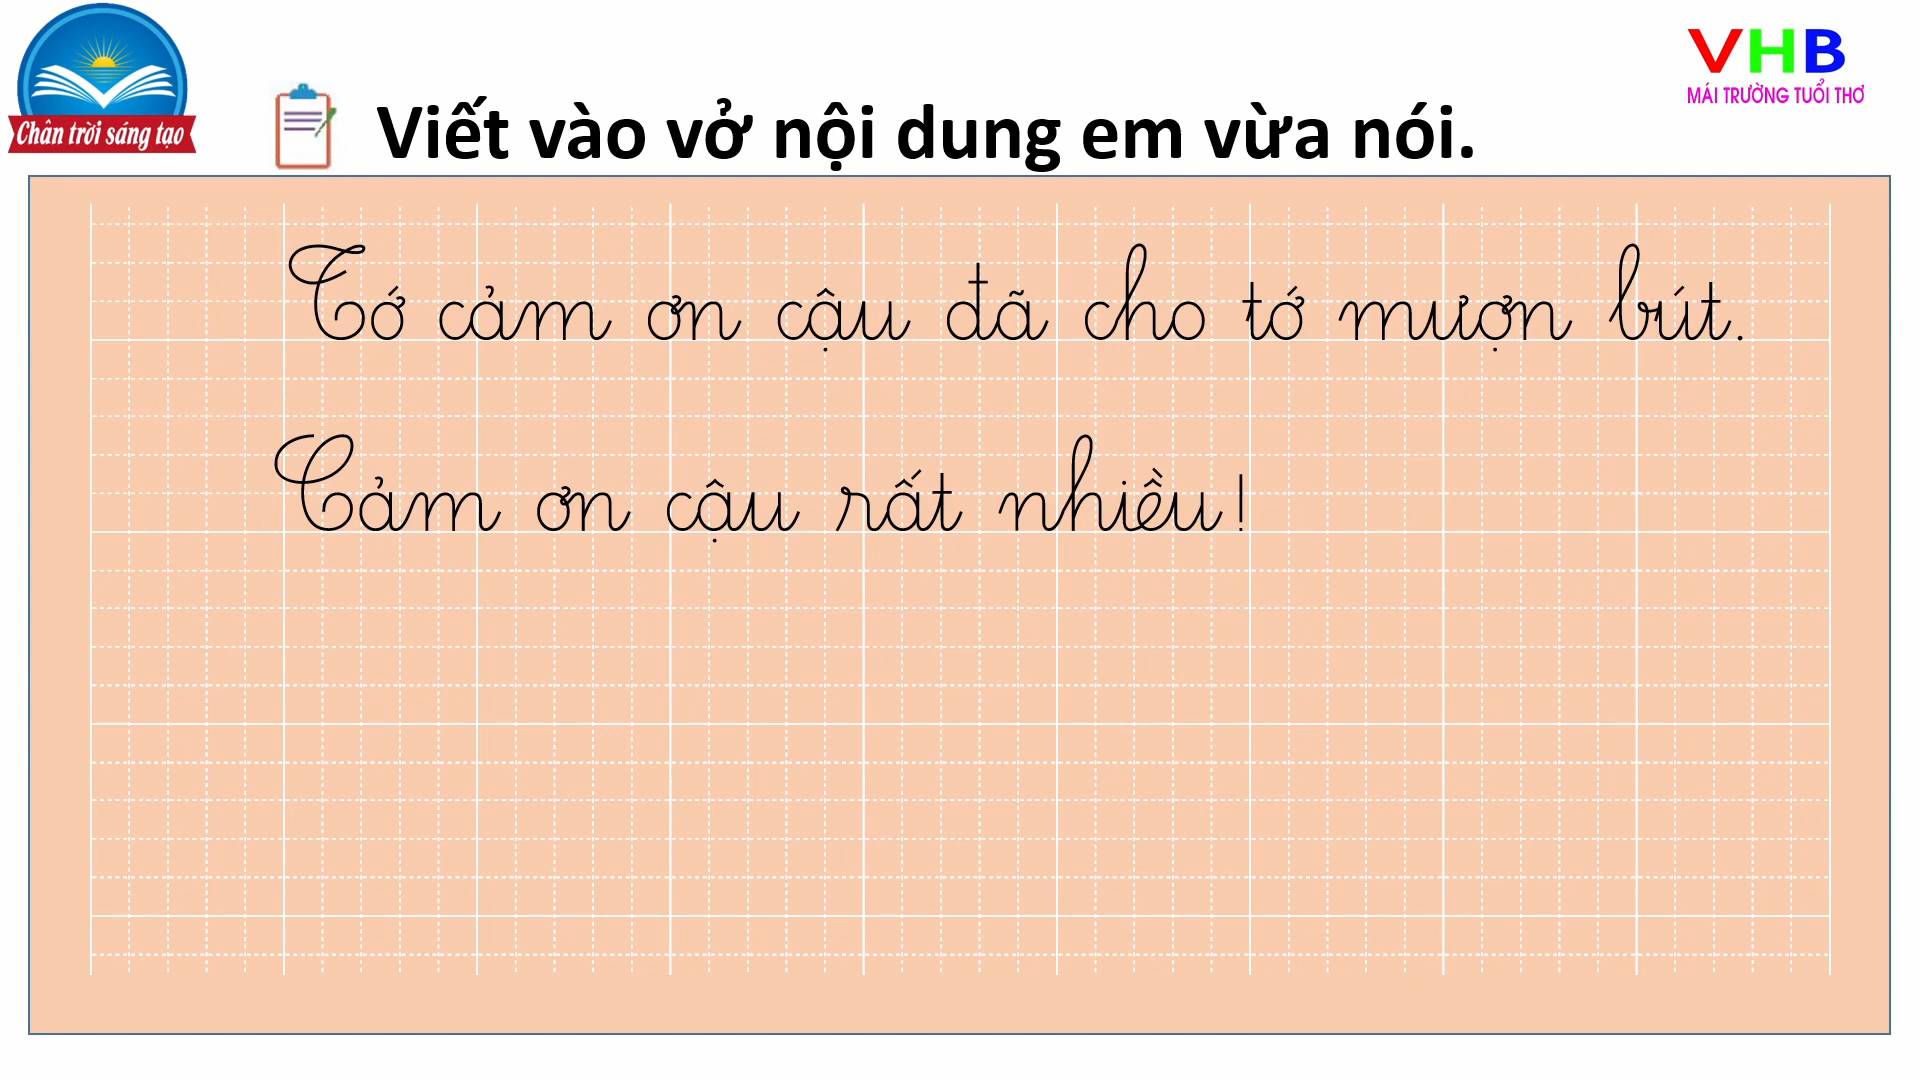 Chân trời sáng tạo
VHB
MÁI TRƯỜNG TUỔI THƠ
Viết vào vở nội dung em vừa nói.
Tớ cảm ơn cậu đã cho tớ mượn bút.
Cảm ơn cậu rất nhiều!